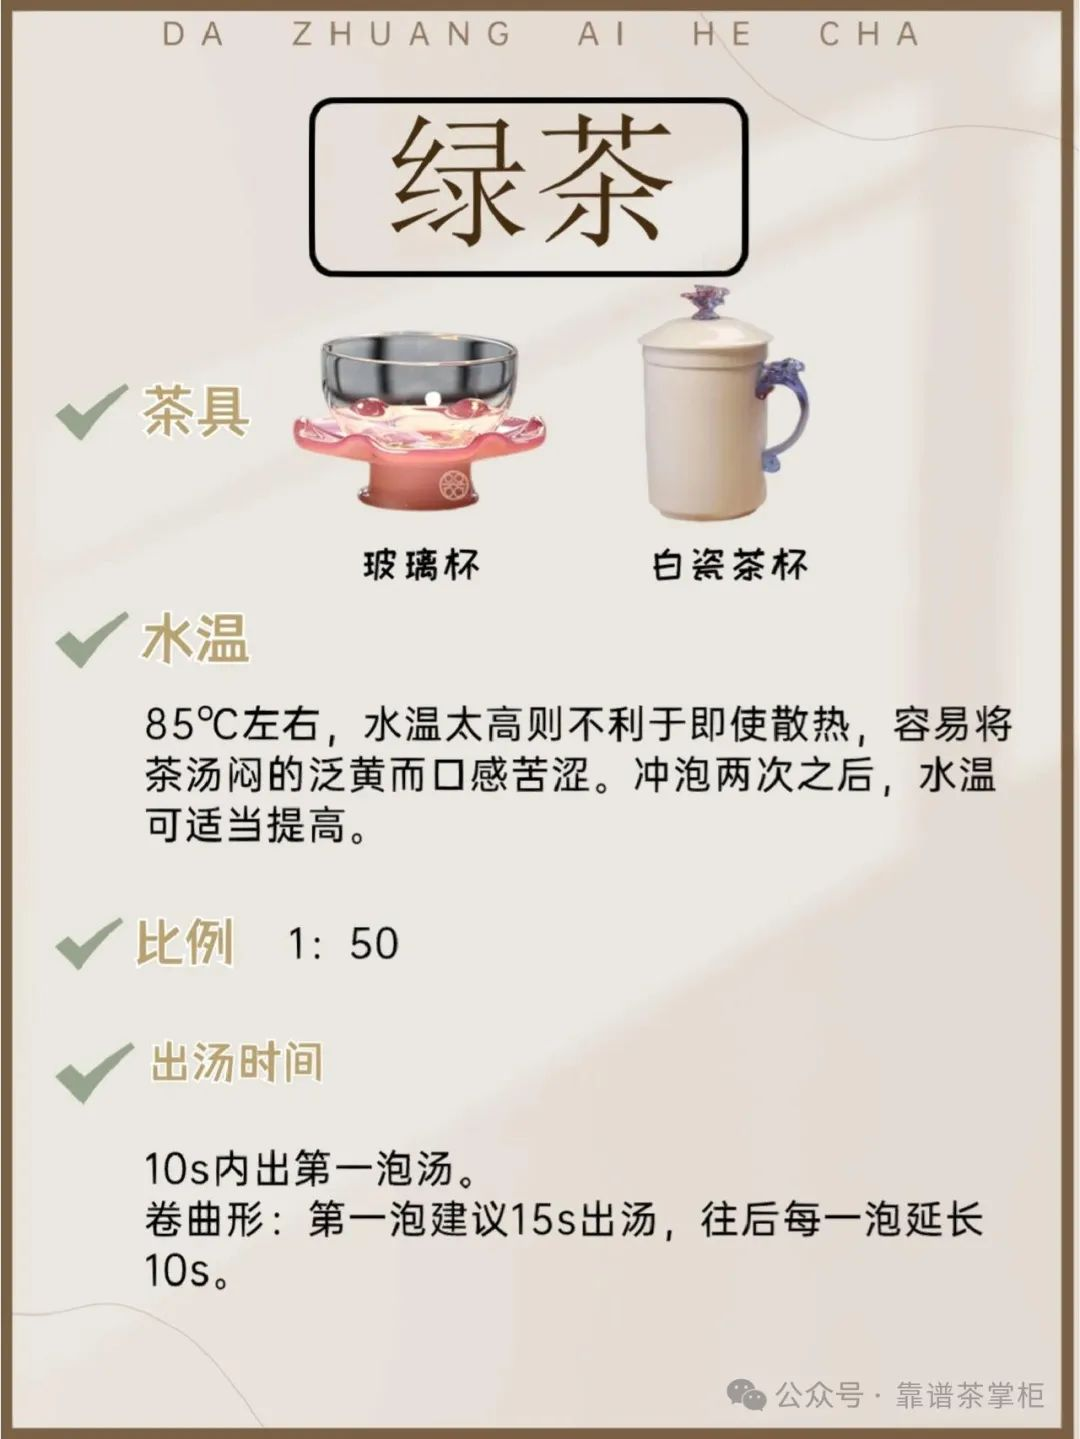 DA ZHUANG AI HE CHA
绿茶
茶具
玻璃杯
白瓷茶杯
水温
85℃左右，水温太高则不利于即使散热，容易将
茶汤闷的泛黄而口感苦涩。冲泡两次之后，水温
可适当提高。
比例 1：50
出汤时间
10s内出第一泡汤。
卷曲形：第一泡建议15s出汤，往后每一泡延长
10s。
公众号·靠谱茶掌柜